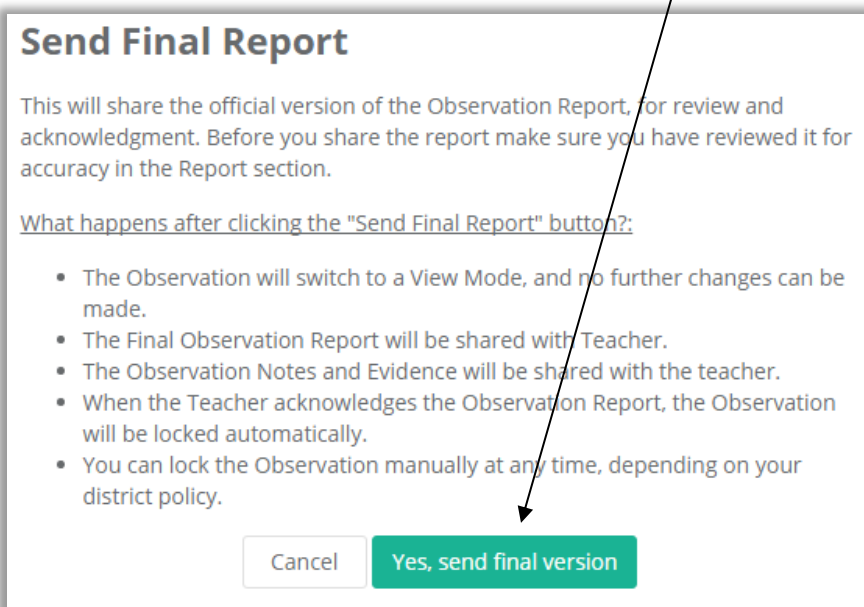 Send Final Report
This will share the official version of the Observation Report, for review and
acknowledgment. Before you share the report make sure you have reviewed it for
accuracy in the Report section.
What happens after clicking the "Send Final Report" button?:
• The Observation will switch to a View Mode, and no further changes can be
made.
• The Final Observation Report will be shared with Teacher.
• The Observation Notes and Evidence will be shared with the teacher.
• When the Teacher acknowledges the Observation Report, the Observation
will be locked automatically.
• You can lock the Observation manually at any time, depending on your
district policy.
Cancel Yes, send final version